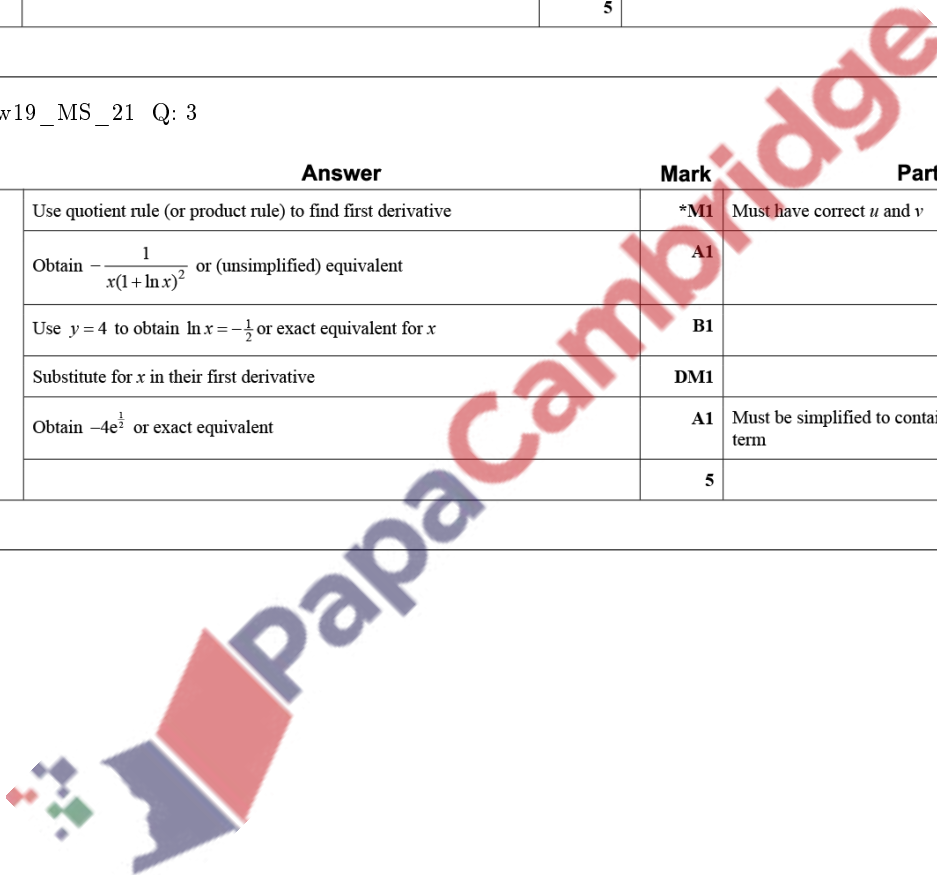 5
w19_MS_21 Q: 3
Answer Mark Part
Use quotient rule (or product rule) to find first derivative *M1 Must have correct u and v
Obtain −1/(x(1+ln x)²) or (unsimplified) equivalent A1
Use y = 4 to obtain ln x = −1/2 or exact equivalent for x B1
Substitute for x in their first derivative DM1
Obtain −4e^(1/2) or exact equivalent A1 Must be simplified to contai
term
5
PapaCambridge